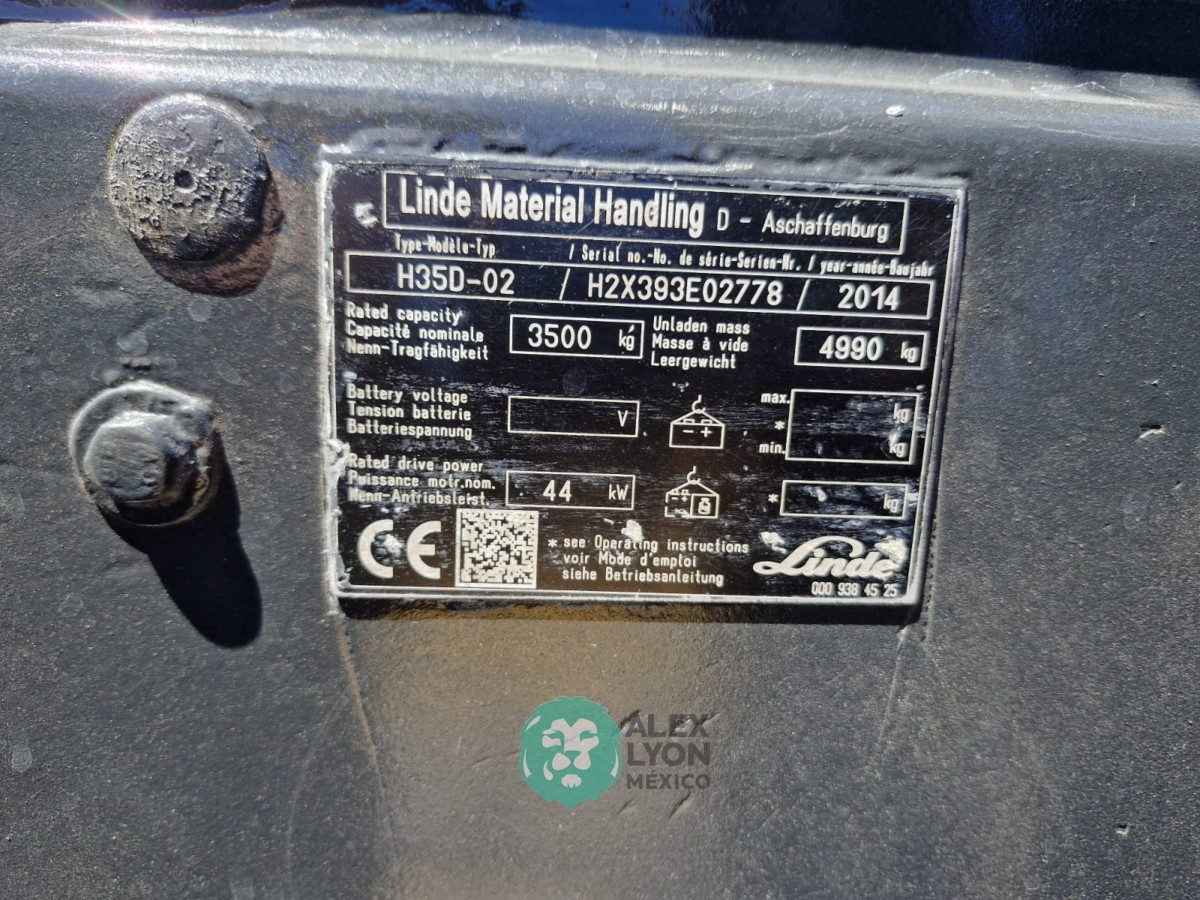 Linde Material Handling D - Aschaffenburg
Type-Modèle-Typ / Serial no.-No. de série-Serien-Nr. / year-année-Baujahr
H35D-02 / H2X393E02778 / 2014
Rated capacity
Capacité nominale
Nenn-Tragfähigkeit
3500 kg
Unladen mass
Masse à vide
Leergewicht
4990 kg
Battery voltage
Tension batterie
Batteriespannung
V
- +
max. kg
*
min. kg
Rated drive power
Puissance motr.nom.
Nenn-Antriebsleist.
44 kW
* kg
CE
* see Operating instructions
voir Mode d'emploi
siehe Betriebsanleitung
Linde
000 938 45 25
ALEX
LYON
MÉXICO